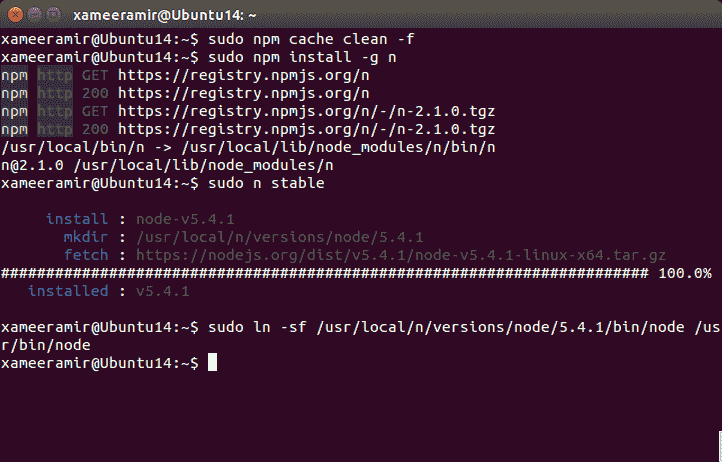 xameeramir@Ubuntu14: ~
xameeramir@Ubuntu14:~$ sudo npm cache clean -f
xameeramir@Ubuntu14:~$ sudo npm install -g n
npm http GET https://registry.npmjs.org/n
npm http 200 https://registry.npmjs.org/n
npm http GET https://registry.npmjs.org/n/-/n-2.1.0.tgz
npm http 200 https://registry.npmjs.org/n/-/n-2.1.0.tgz
/usr/local/bin/n -> /usr/local/lib/node_modules/n/bin/n
n@2.1.0 /usr/local/lib/node_modules/n
xameeramir@Ubuntu14:~$ sudo n stable
install : node-v5.4.1
mkdir : /usr/local/n/versions/node/5.4.1
fetch : https://nodejs.org/dist/v5.4.1/node-v5.4.1-linux-x64.tar.gz
######################################################################## 100.0%
installed : v5.4.1
xameeramir@Ubuntu14:~$ sudo ln -sf /usr/local/n/versions/node/5.4.1/bin/node /us
r/bin/node
xameeramir@Ubuntu14:~$